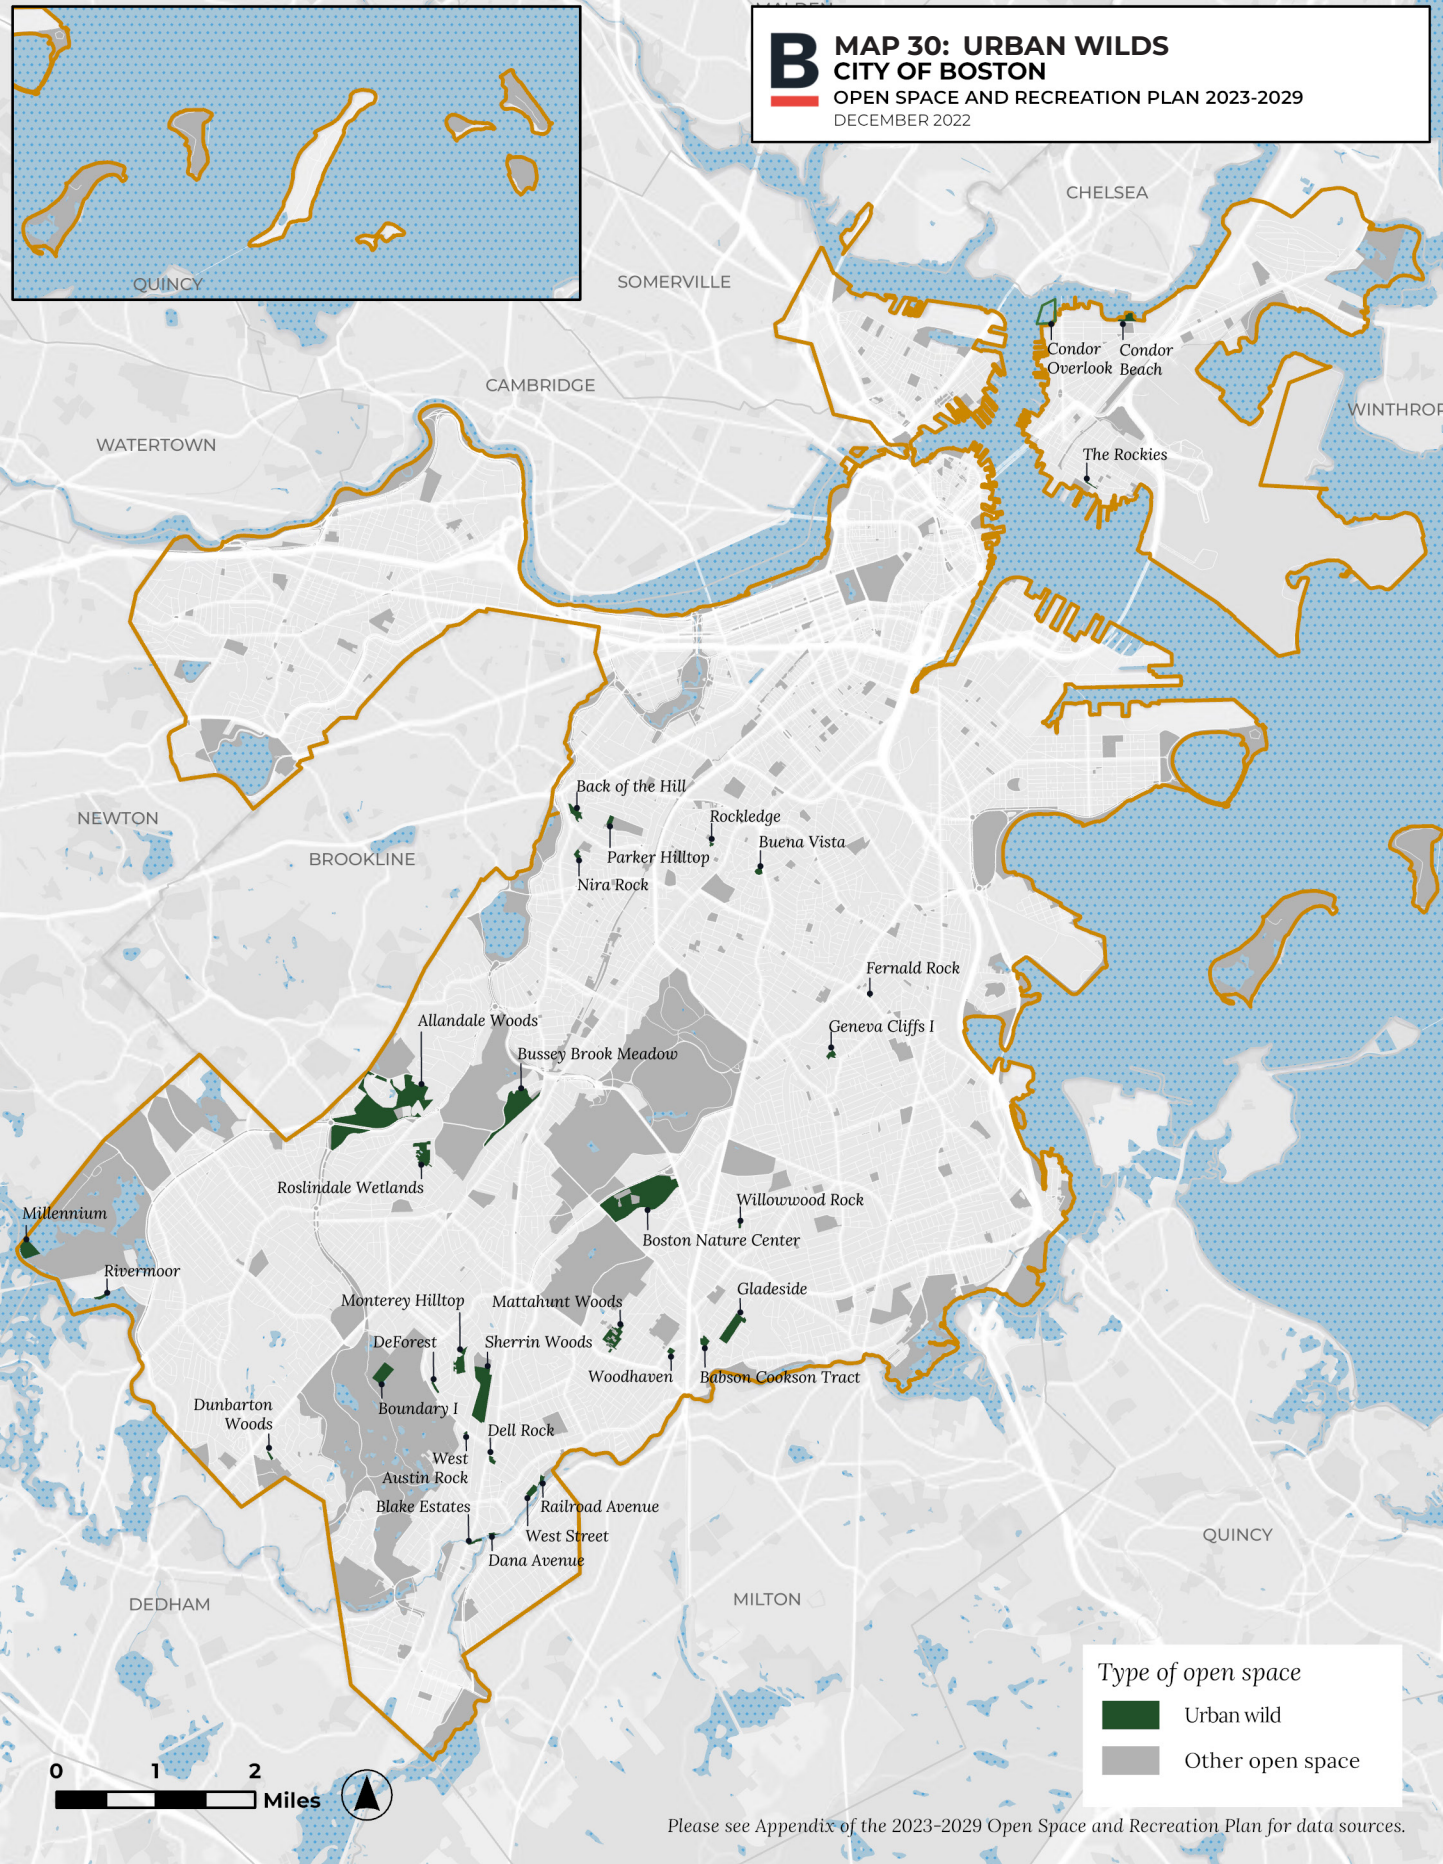 MALDEN
B
MAP 30: URBAN WILDS
CITY OF BOSTON
OPEN SPACE AND RECREATION PLAN 2023-2029
DECEMBER 2022
QUINCY
CHELSEA
SOMERVILLE
Condor
Overlook
Condor
Beach
CAMBRIDGE
WINTHROP
WATERTOWN
The Rockies
Back of the Hill
Rockledge
NEWTON
Buena Vista
BROOKLINE
Parker Hilltop
Nira Rock
Fernald Rock
Allandale Woods
Geneva Cliffs I
Bussey Brook Meadow
Roslindale Wetlands
Willowwood Rock
Millennium
Boston Nature Center
Rivermoor
Gladeside
Monterey Hilltop
Mattahunt Woods
DeForest
Sherrin Woods
Woodhaven
Babson Cookson Tract
Dunbarton
Woods
Boundary I
Dell Rock
West
Austin Rock
Blake Estates
Railroad Avenue
West Street
Dana Avenue
QUINCY
DEDHAM
MILTON
Type of open space
Urban wild
Other open space
0 1 2
Miles
Please see Appendix of the 2023-2029 Open Space and Recreation Plan for data sources.